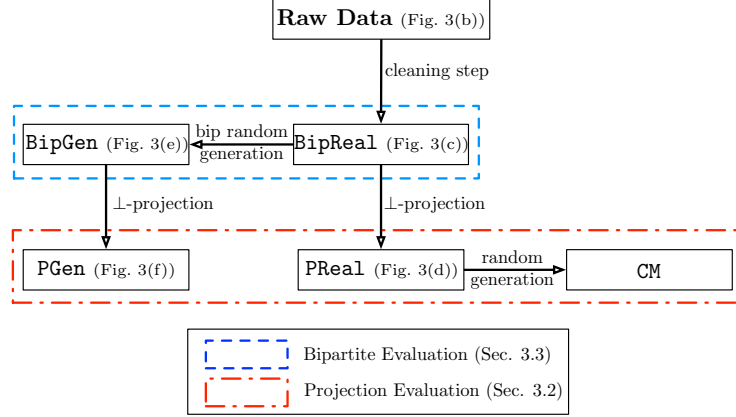 Raw Data (Fig. 3(b))
cleaning step
BipGen (Fig. 3(e))
bip random
generation
BipReal (Fig. 3(c))
⊥-projection
⊥-projection
PGen (Fig. 3(f))
PReal (Fig. 3(d))
random
generation
CM
Bipartite Evaluation (Sec. 3.3)
Projection Evaluation (Sec. 3.2)